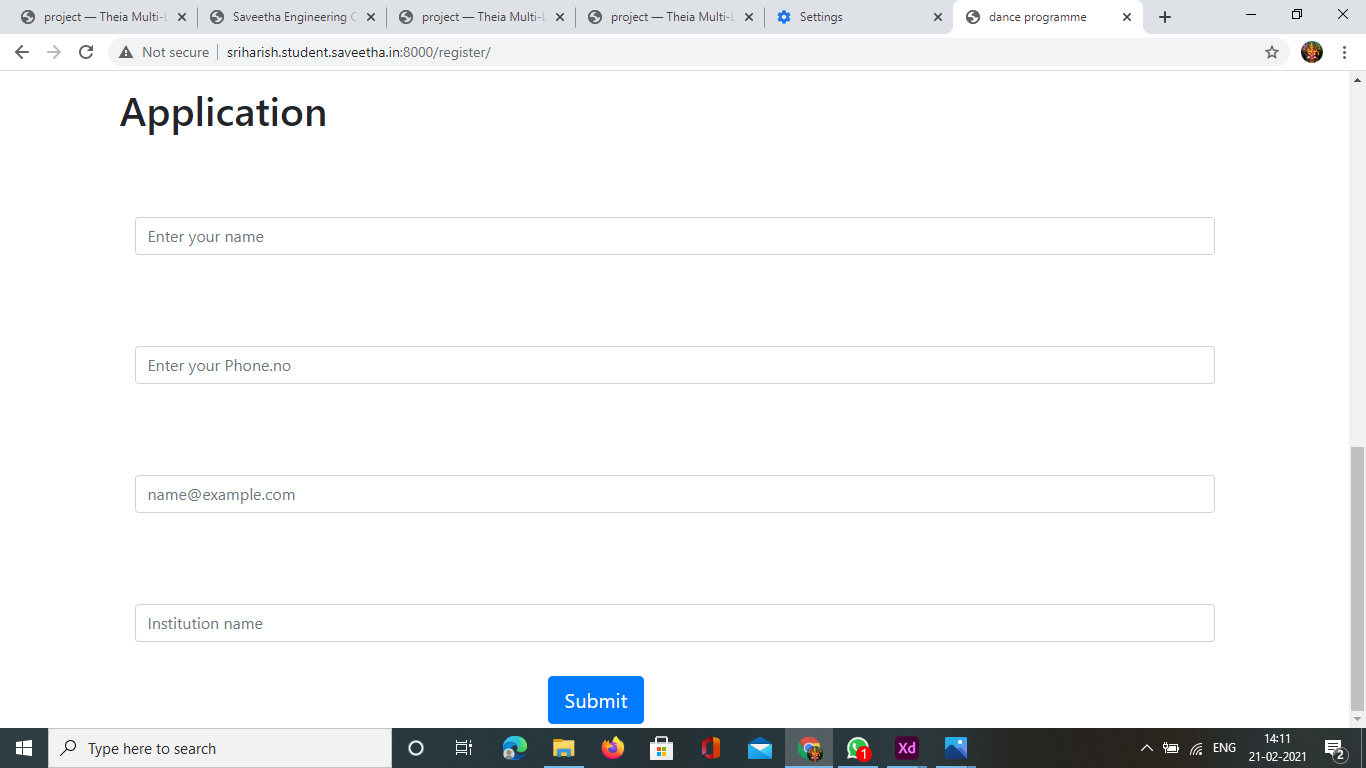 project — Theia Multi-L
Saveetha Engineering C
project — Theia Multi-L
project — Theia Multi-L
Settings
dance programme
Not secure
sriharish.student.saveetha.in:8000/register/
Application
Enter your name
Enter your Phone.no
name@example.com
Institution name
Submit
Type here to search
1
Xd
ENG
14:11
21-02-2021
2